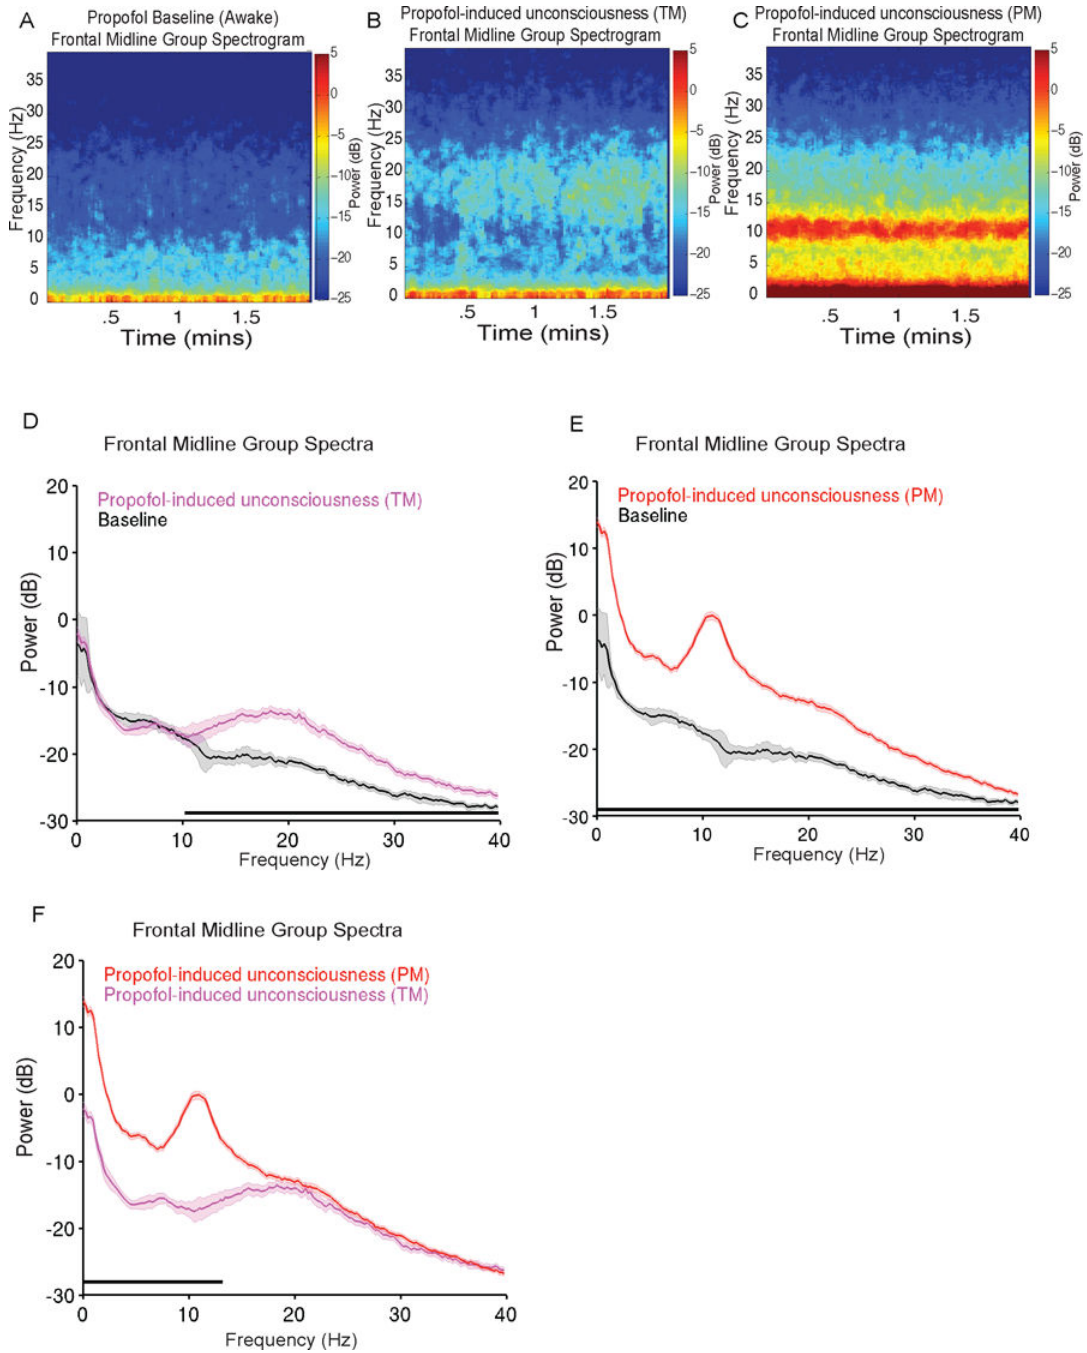 A
Propofol Baseline (Awake)
Frontal Midline Group Spectrogram
Frequency (Hz)
35
30
25
20
15
10
5
0
.5
1
1.5
Time (mins)
5
0
−5
−10
−15
−20
−25
Power (dB)
B
Propofol-induced unconsciousness (TM)
Frontal Midline Group Spectrogram
Frequency (Hz)
35
30
25
20
15
10
5
0
.5
1
1.5
Time (mins)
5
0
−5
−10
−15
−20
−25
Power (dB)
C
Propofol-induced unconsciousness (PM)
Frontal Midline Group Spectrogram
Frequency (Hz)
35
30
25
20
15
10
5
0
.5
1
1.5
Time (mins)
5
0
−5
−10
−15
−20
−25
Power (dB)
D
Frontal Midline Group Spectra
Propofol-induced unconsciousness (TM)
Baseline
Power (dB)
20
10
0
-10
-20
-30
0
10
20
30
40
Frequency (Hz)
E
Frontal Midline Group Spectra
Propofol-induced unconsciousness (PM)
Baseline
Power (dB)
20
10
0
-10
-20
-30
0
10
20
30
40
Frequency (Hz)
F
Frontal Midline Group Spectra
Propofol-induced unconsciousness (PM)
Propofol-induced unconsciousness (TM)
Power (dB)
20
10
0
-10
-20
-30
0
10
20
30
40
Frequency (Hz)